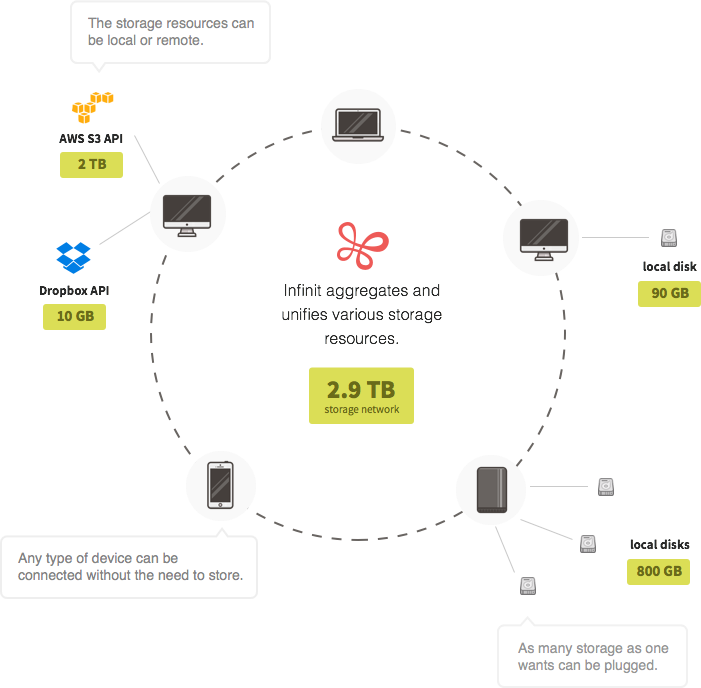 The storage resources can
be local or remote.
AWS S3 API
2 TB
Dropbox API
10 GB
local disk
90 GB
Infinit aggregates and
unifies various storage
resources.
2.9 TB
storage network
Any type of device can be
connected without the need to store.
local disks
800 GB
As many storage as one
wants can be plugged.